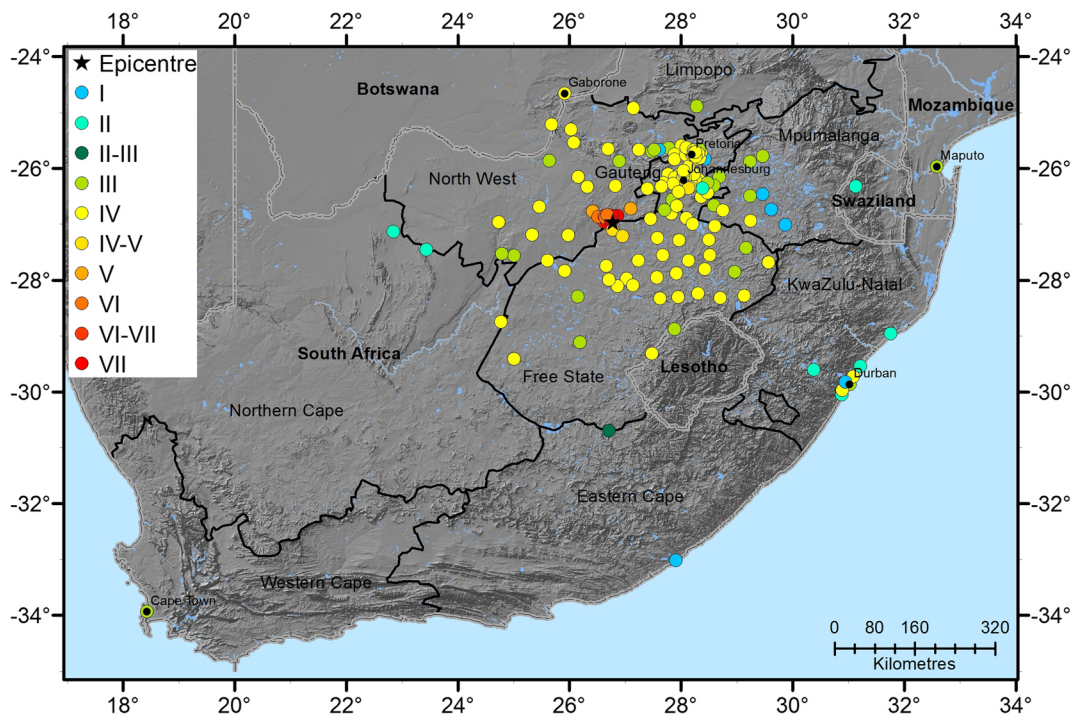 18° 20° 22° 24° 26° 28° 30° 32° 34°
-24° -24°
Epicentre
I
II
II-III
III
IV
IV-V
V
VI
VI-VII
VII
Limpopo
Gaborone
Botswana
Mozambique
Mpumalanga
Pretoria
Maputo
-26° -26°
Gauteng
Johannesburg
North West
Swaziland
-28° -28°
KwaZulu-Natal
South Africa
Lesotho
Free State
Durban
-30° -30°
Northern Cape
Eastern Cape
-32° -32°
Western Cape
Cape Town
-34° -34°
0 80 160 320
Kilometres
18° 20° 22° 24° 26° 28° 30° 32° 34°